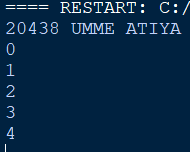 ==== RESTART: C:/
20438 UMME ATIYA
0
1
2
3
4